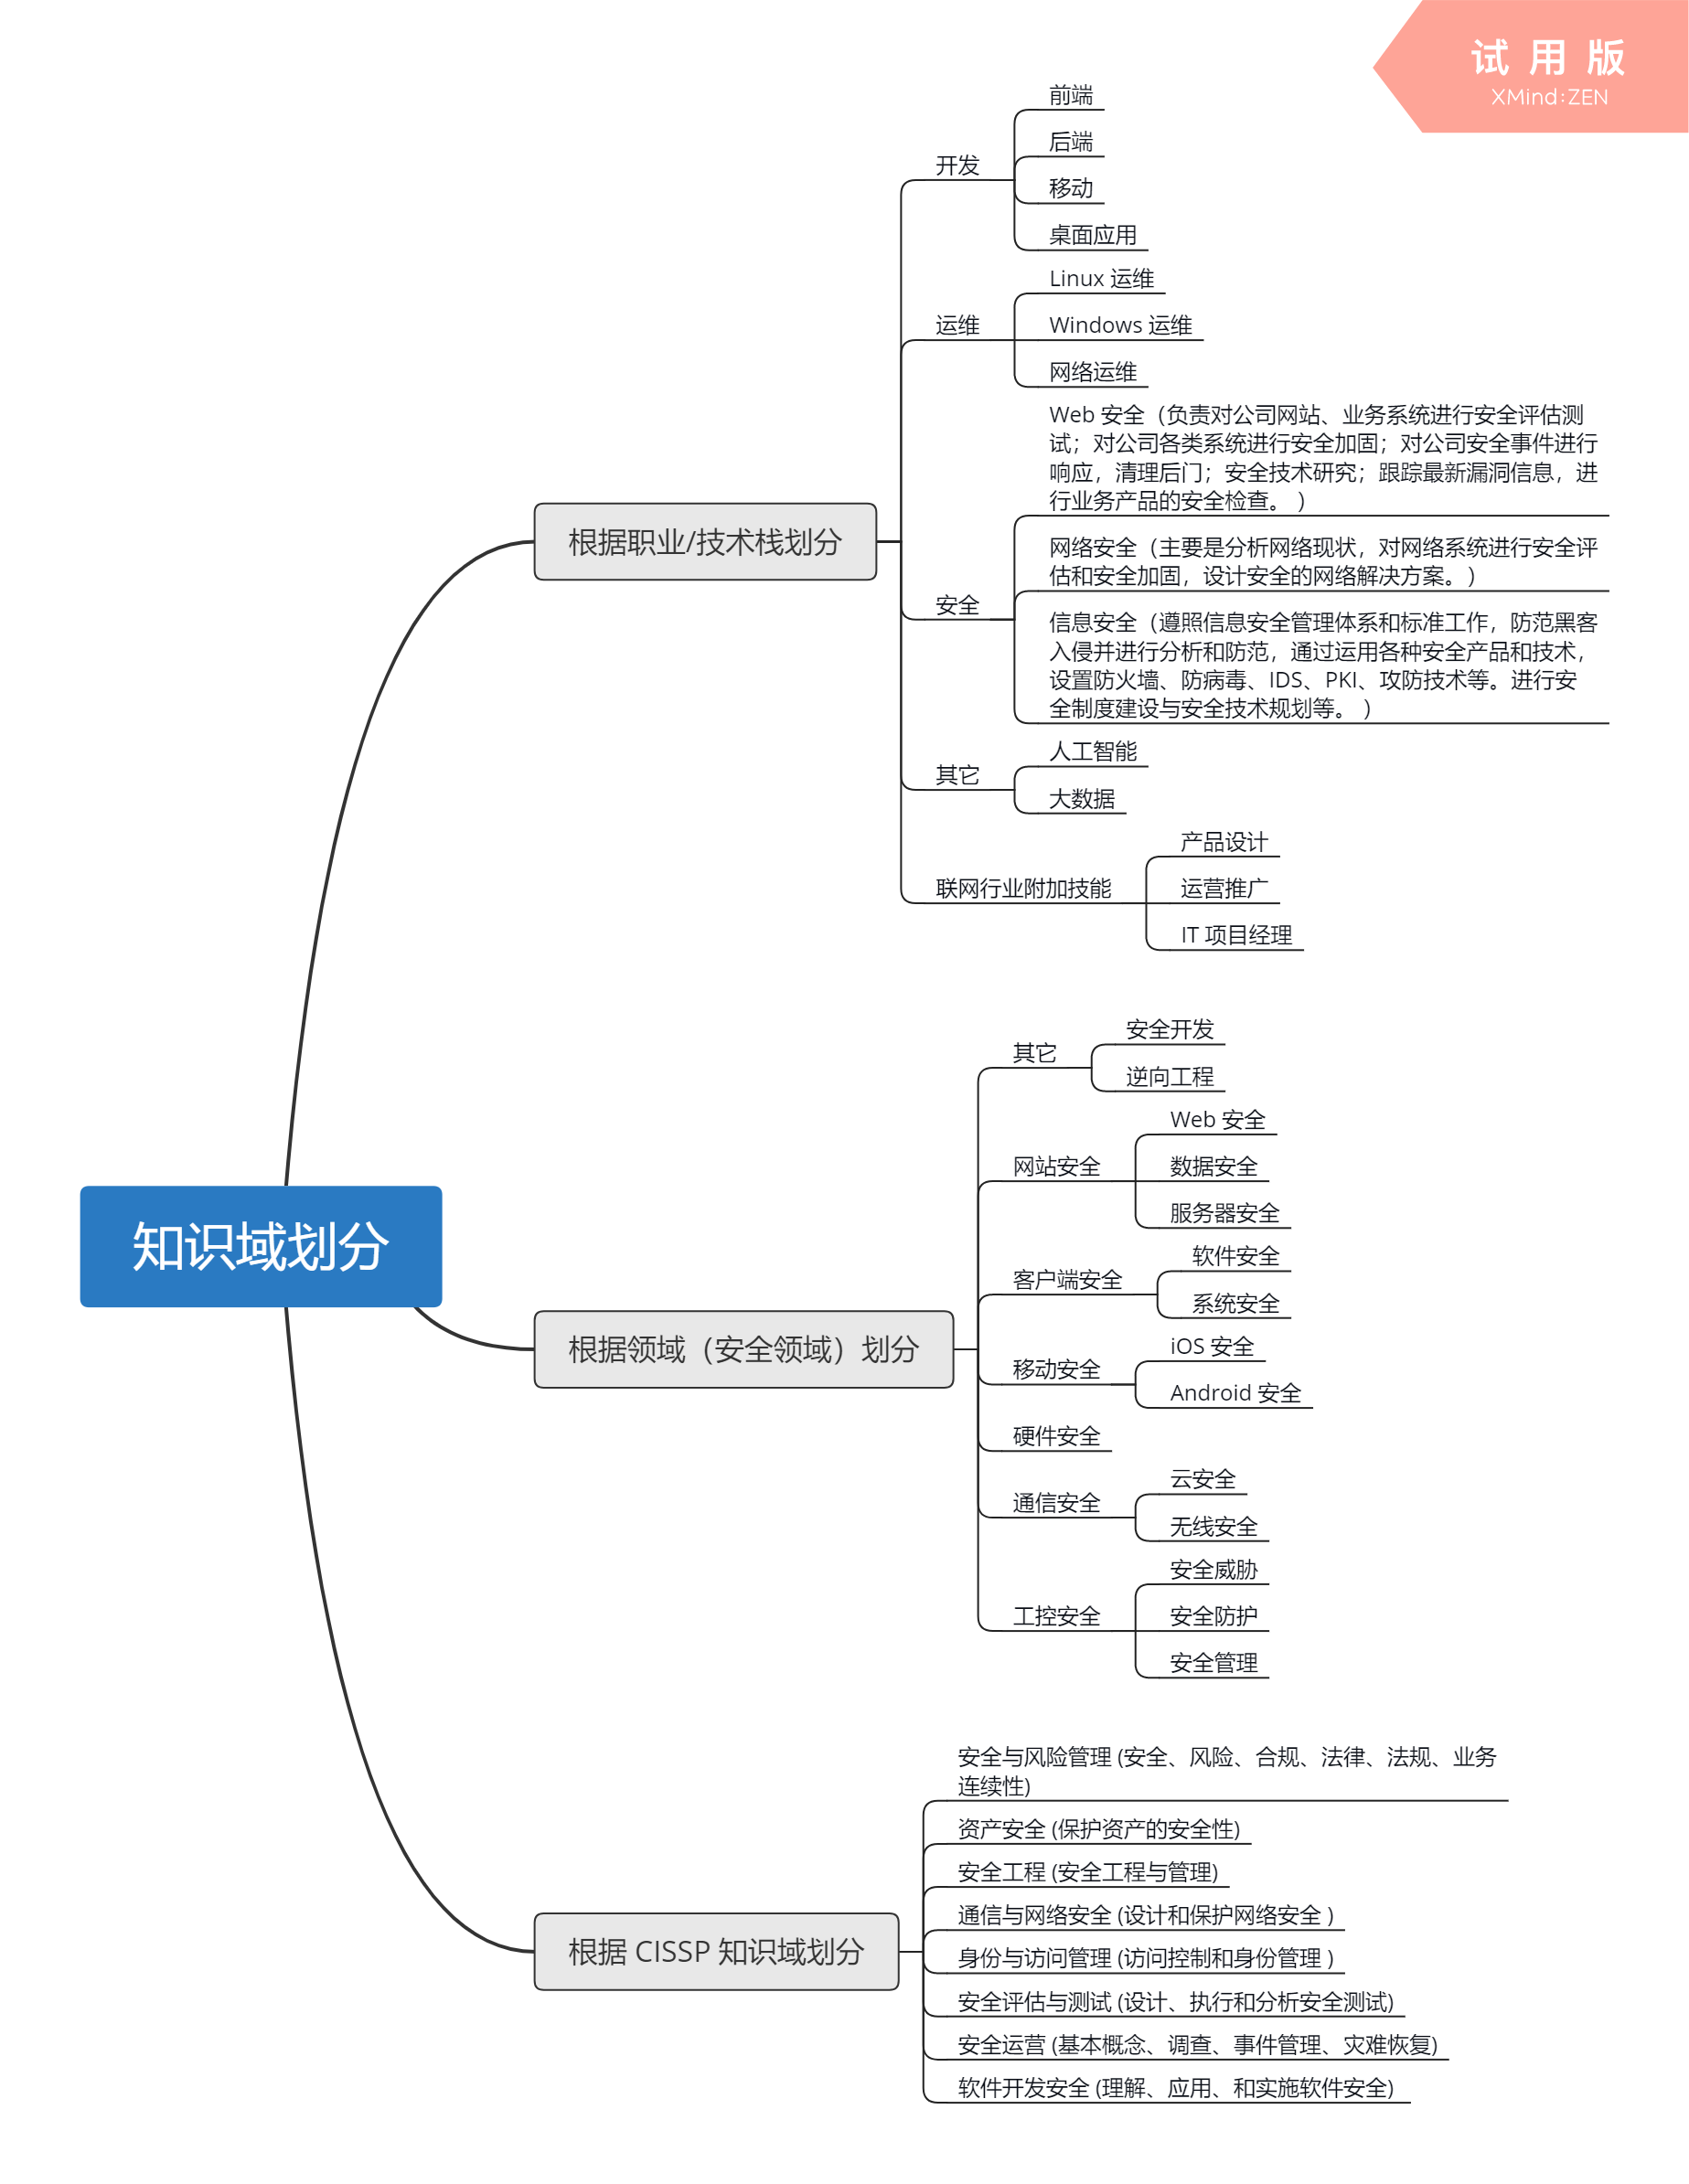 试 用 版
XMind:ZEN
知识域划分
根据职业/技术栈划分
开发
前端
后端
移动
桌面应用
运维
Linux 运维
Windows 运维
网络运维
安全
Web 安全（负责对公司网站、业务系统进行安全评估测
试；对公司各类系统进行安全加固；对公司安全事件进行
响应，清理后门；安全技术研究；跟踪最新漏洞信息，进
行业务产品的安全检查。 ）
网络安全（主要是分析网络现状，对网络系统进行安全评
估和安全加固，设计安全的网络解决方案。）
信息安全（遵照信息安全管理体系和标准工作，防范黑客
入侵并进行分析和防范，通过运用各种安全产品和技术，
设置防火墙、防病毒、IDS、PKI、攻防技术等。进行安
全制度建设与安全技术规划等。 ）
其它
人工智能
大数据
联网行业附加技能
产品设计
运营推广
IT 项目经理
根据领域（安全领域）划分
其它
安全开发
逆向工程
网站安全
Web 安全
数据安全
服务器安全
客户端安全
软件安全
系统安全
移动安全
iOS 安全
Android 安全
硬件安全
通信安全
云安全
无线安全
工控安全
安全威胁
安全防护
安全管理
根据 CISSP 知识域划分
安全与风险管理 (安全、风险、合规、法律、法规、业务
连续性)
资产安全 (保护资产的安全性)
安全工程 (安全工程与管理)
通信与网络安全 (设计和保护网络安全 )
身份与访问管理 (访问控制和身份管理 )
安全评估与测试 (设计、执行和分析安全测试)
安全运营 (基本概念、调查、事件管理、灾难恢复)
软件开发安全 (理解、应用、和实施软件安全)